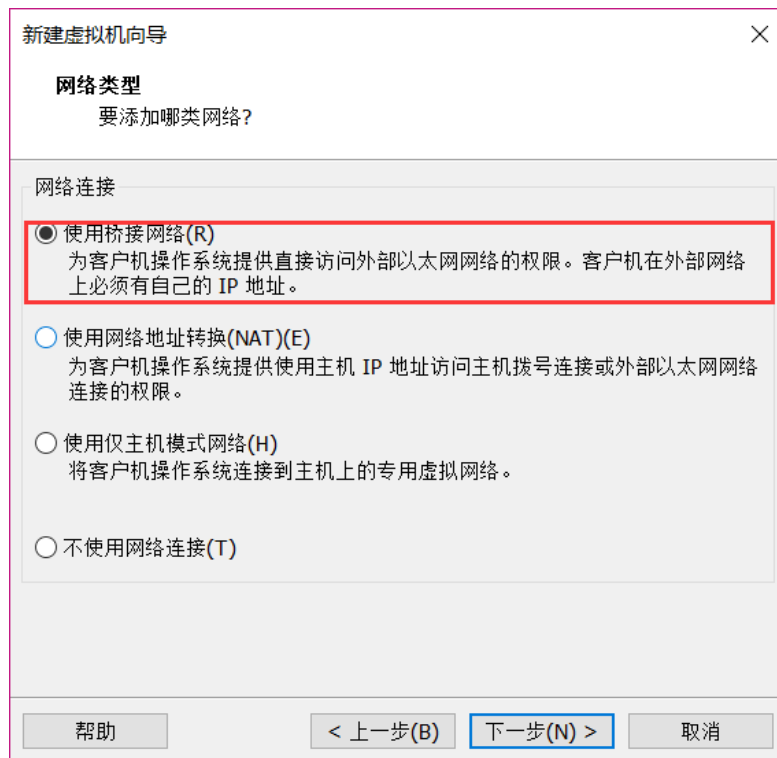 新建虚拟机向导
网络类型
要添加哪类网络?
网络连接
使用桥接网络(R)
为客户机操作系统提供直接访问外部以太网网络的权限。客户机在外部网络
上必须有自己的 IP 地址。
使用网络地址转换(NAT)(E)
为客户机操作系统提供使用主机 IP 地址访问主机拨号连接或外部以太网网络
连接的权限。
使用仅主机模式网络(H)
将客户机操作系统连接到主机上的专用虚拟网络。
不使用网络连接(T)
帮助
< 上一步(B)
下一步(N) >
取消